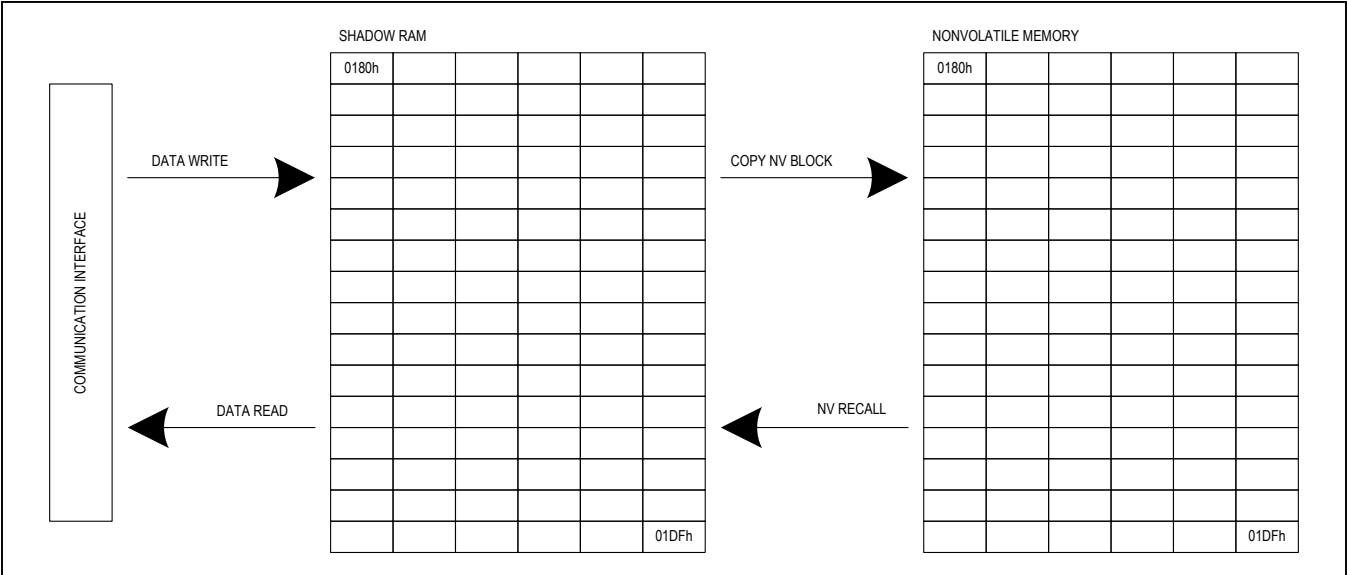 SHADOW RAM
NONVOLATILE MEMORY
0180h
0180h
DATA WRITE
COPY NV BLOCK
COMMUNICATION INTERFACE
DATA READ
NV RECALL
01DFh
01DFh